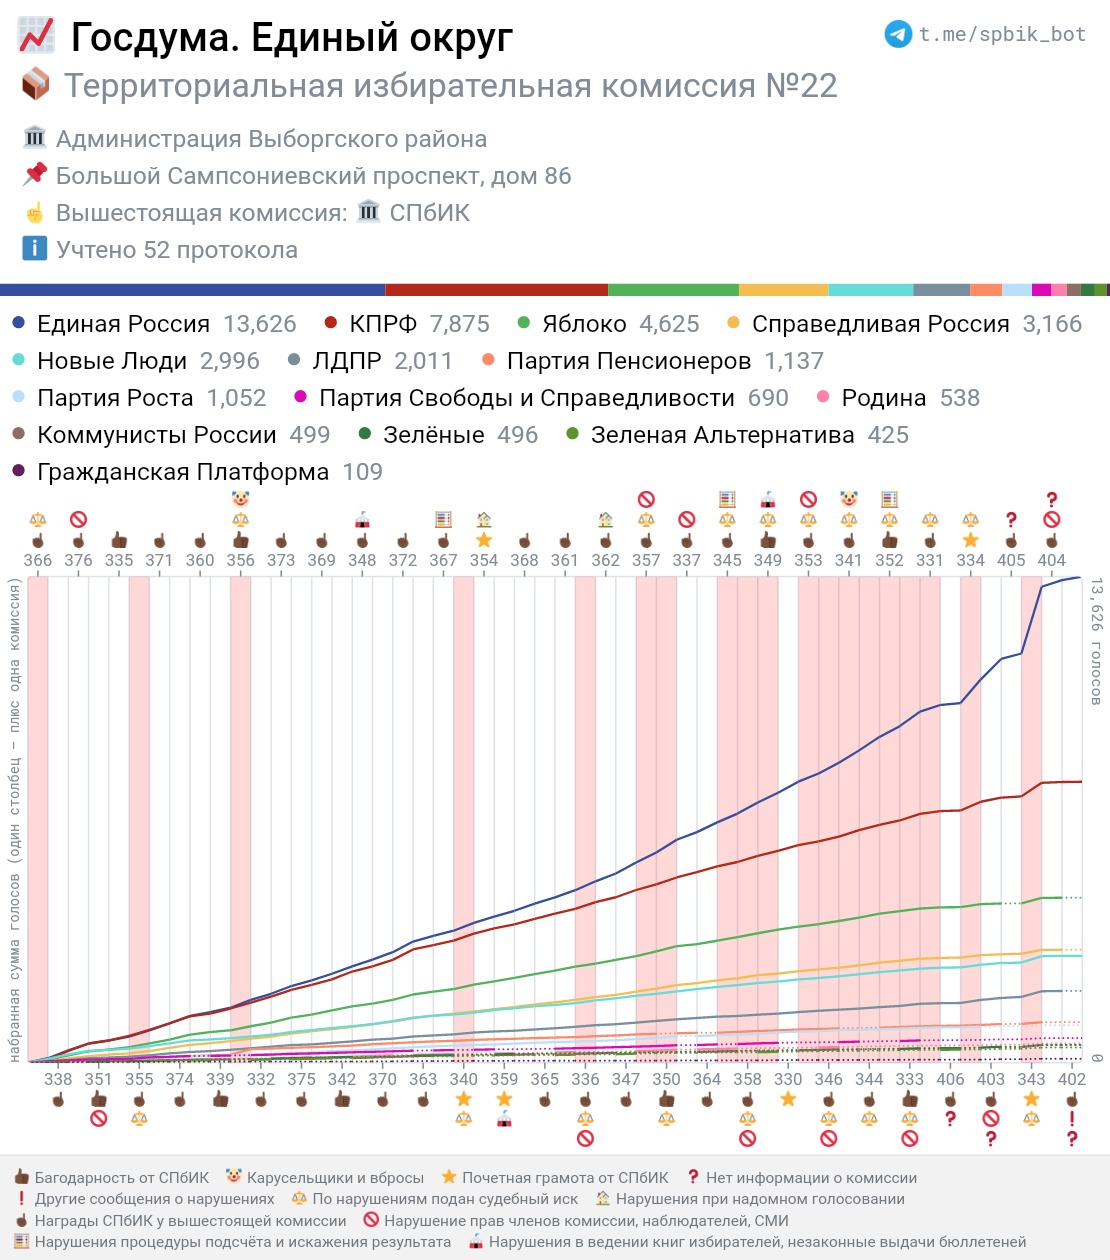 Госдума. Единый округ
t.me/spbik_bot
Территориальная избирательная комиссия №22
Администрация Выборгского района
Большой Сампсониевский проспект, дом 86
Вышестоящая комиссия: СПбИК
Учтено 52 протокола
Единая Россия 13,626 КПРФ 7,875 Яблоко 4,625 Справедливая Россия 3,166
Новые Люди 2,996 ЛДПР 2,011 Партия Пенсионеров 1,137
Партия Роста 1,052 Партия Свободы и Справедливости 690 Родина 538
Коммунисты России 499 Зелёные 496 Зеленая Альтернатива 425
Гражданская Платформа 109
366 376 335 371 360 356 373 369 348 372 367 354 368 361 362 357 337 345 349 353 341 352 331 334 405 404
набранная сумма голосов (один столбец — плюс одна комиссия)
13,626 голосов
0
338 351 355 374 339 332 375 342 370 363 340 359 365 336 347 350 364 358 330 346 344 333 406 403 343 402
Багодарность от СПбИК Карусельщики и вбросы Почетная грамота от СПбИК Нет информации о комиссии
Другие сообщения о нарушениях По нарушениям подан судебный иск Нарушения при надомном голосовании
Награды СПбИК у вышестоящей комиссии Нарушение прав членов комиссии, наблюдателей, СМИ
Нарушения процедуры подсчёта и искажения результата Нарушения в ведении книг избирателей, незаконные выдачи бюллетеней